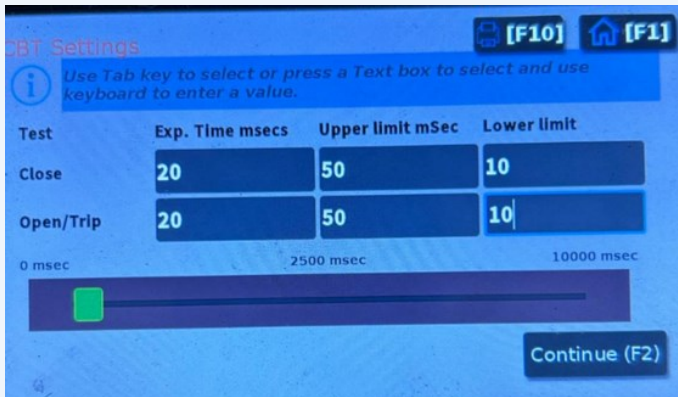 [F10] [F1]
CBT Settings
Use Tab key to select or press a Text box to select and use
keyboard to enter a value.
Test Exp. Time msecs Upper limit mSec Lower limit
Close 20 50 10
Open/Trip 20 50 10
0 msec 2500 msec 10000 msec
Continue (F2)